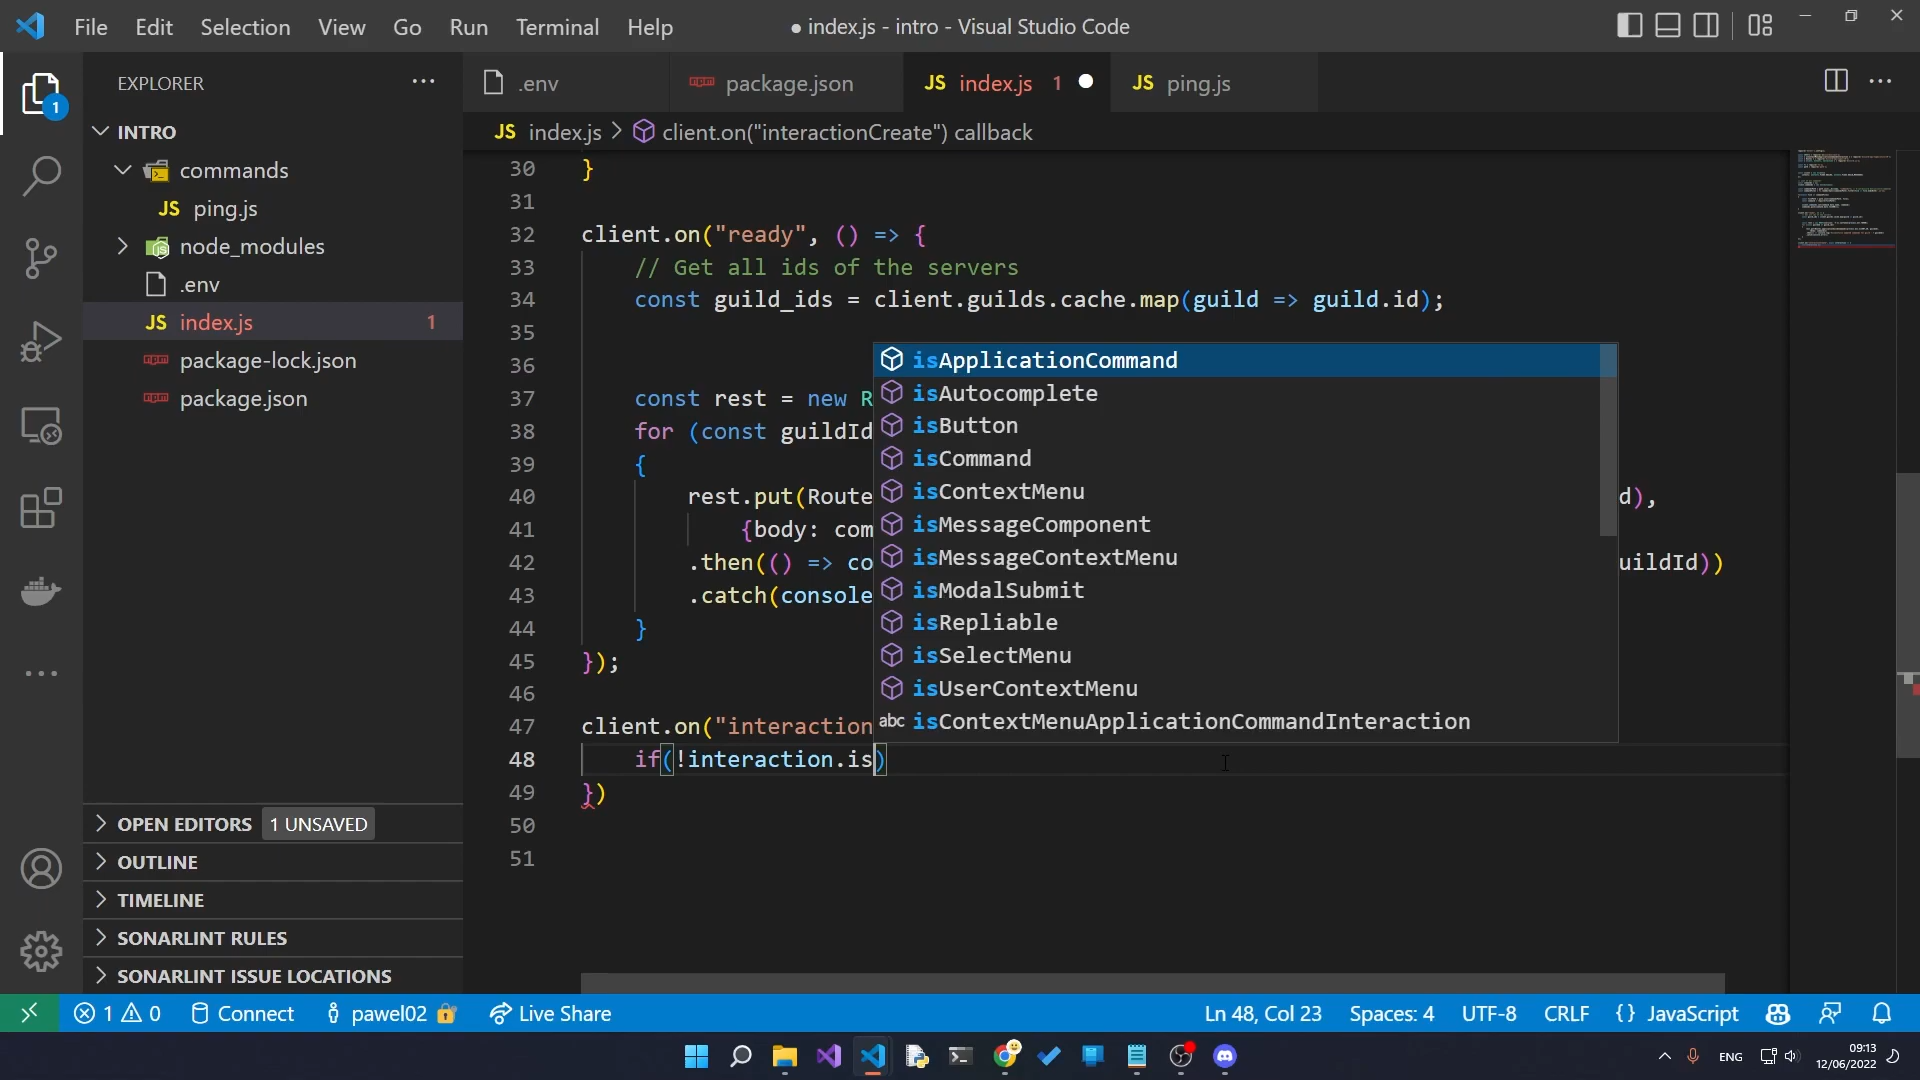 File Edit Selection View Go Run Terminal Help
● index.js - intro - Visual Studio Code
EXPLORER
INTRO
commands
JS ping.js
node_modules
.env
JS index.js 1
package-lock.json
package.json
OPEN EDITORS 1 UNSAVED
OUTLINE
TIMELINE
SONARLINT RULES
SONARLINT ISSUE LOCATIONS
1
.env
package.json
JS index.js 1 ●
JS ping.js
JS index.js > client.on("interactionCreate") callback
30 }
31
32 client.on("ready", () => {
33 // Get all ids of the servers
34 const guild_ids = client.guilds.cache.map(guild => guild.id);
35
36
37 const rest = new R
38 for (const guildId
39 {
40 rest.put(Route d),
41 {body: com
42 .then(() => co uildId))
43 .catch(console
44 }
45 });
46
47 client.on("interaction
48 if(!interaction.is)
49 })
50
51
isApplicationCommand
isAutocomplete
isButton
isCommand
isContextMenu
isMessageComponent
isMessageContextMenu
isModalSubmit
isRepliable
isSelectMenu
isUserContextMenu
abc isContextMenuApplicationCommandInteraction
1 0 Connect pawel02 Live Share Ln 48, Col 23 Spaces: 4 UTF-8 CRLF {} JavaScript
ENG 09:13
12/06/2022